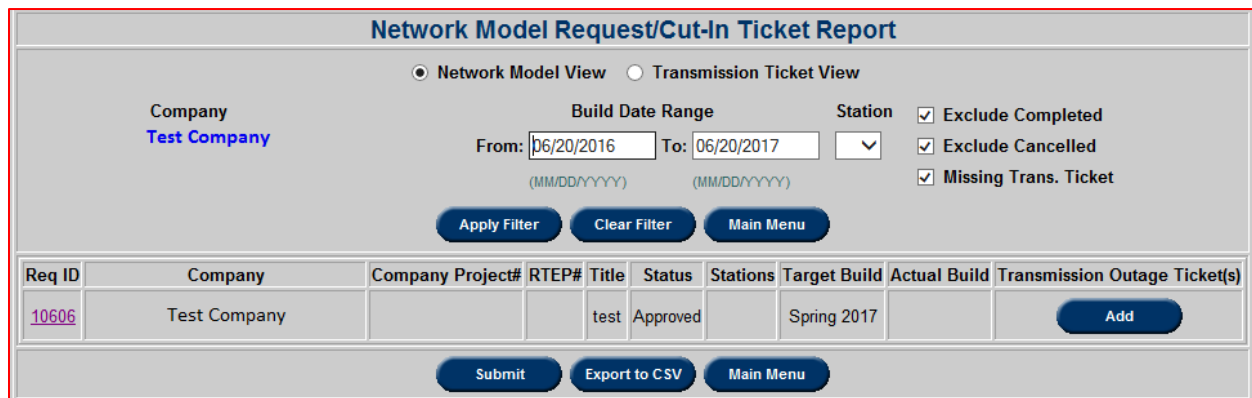 Network Model Request/Cut-In Ticket Report
Network Model View Transmission Ticket View
Company Build Date Range Station Exclude Completed
Test Company From: 06/20/2016 To: 06/20/2017 Exclude Cancelled
(MM/DD/YYYY) (MM/DD/YYYY) Missing Trans. Ticket
Apply Filter Clear Filter Main Menu
Req ID Company Company Project# RTEP# Title Status Stations Target Build Actual Build Transmission Outage Ticket(s)
10606 Test Company test Approved Spring 2017 Add
Submit Export to CSV Main Menu